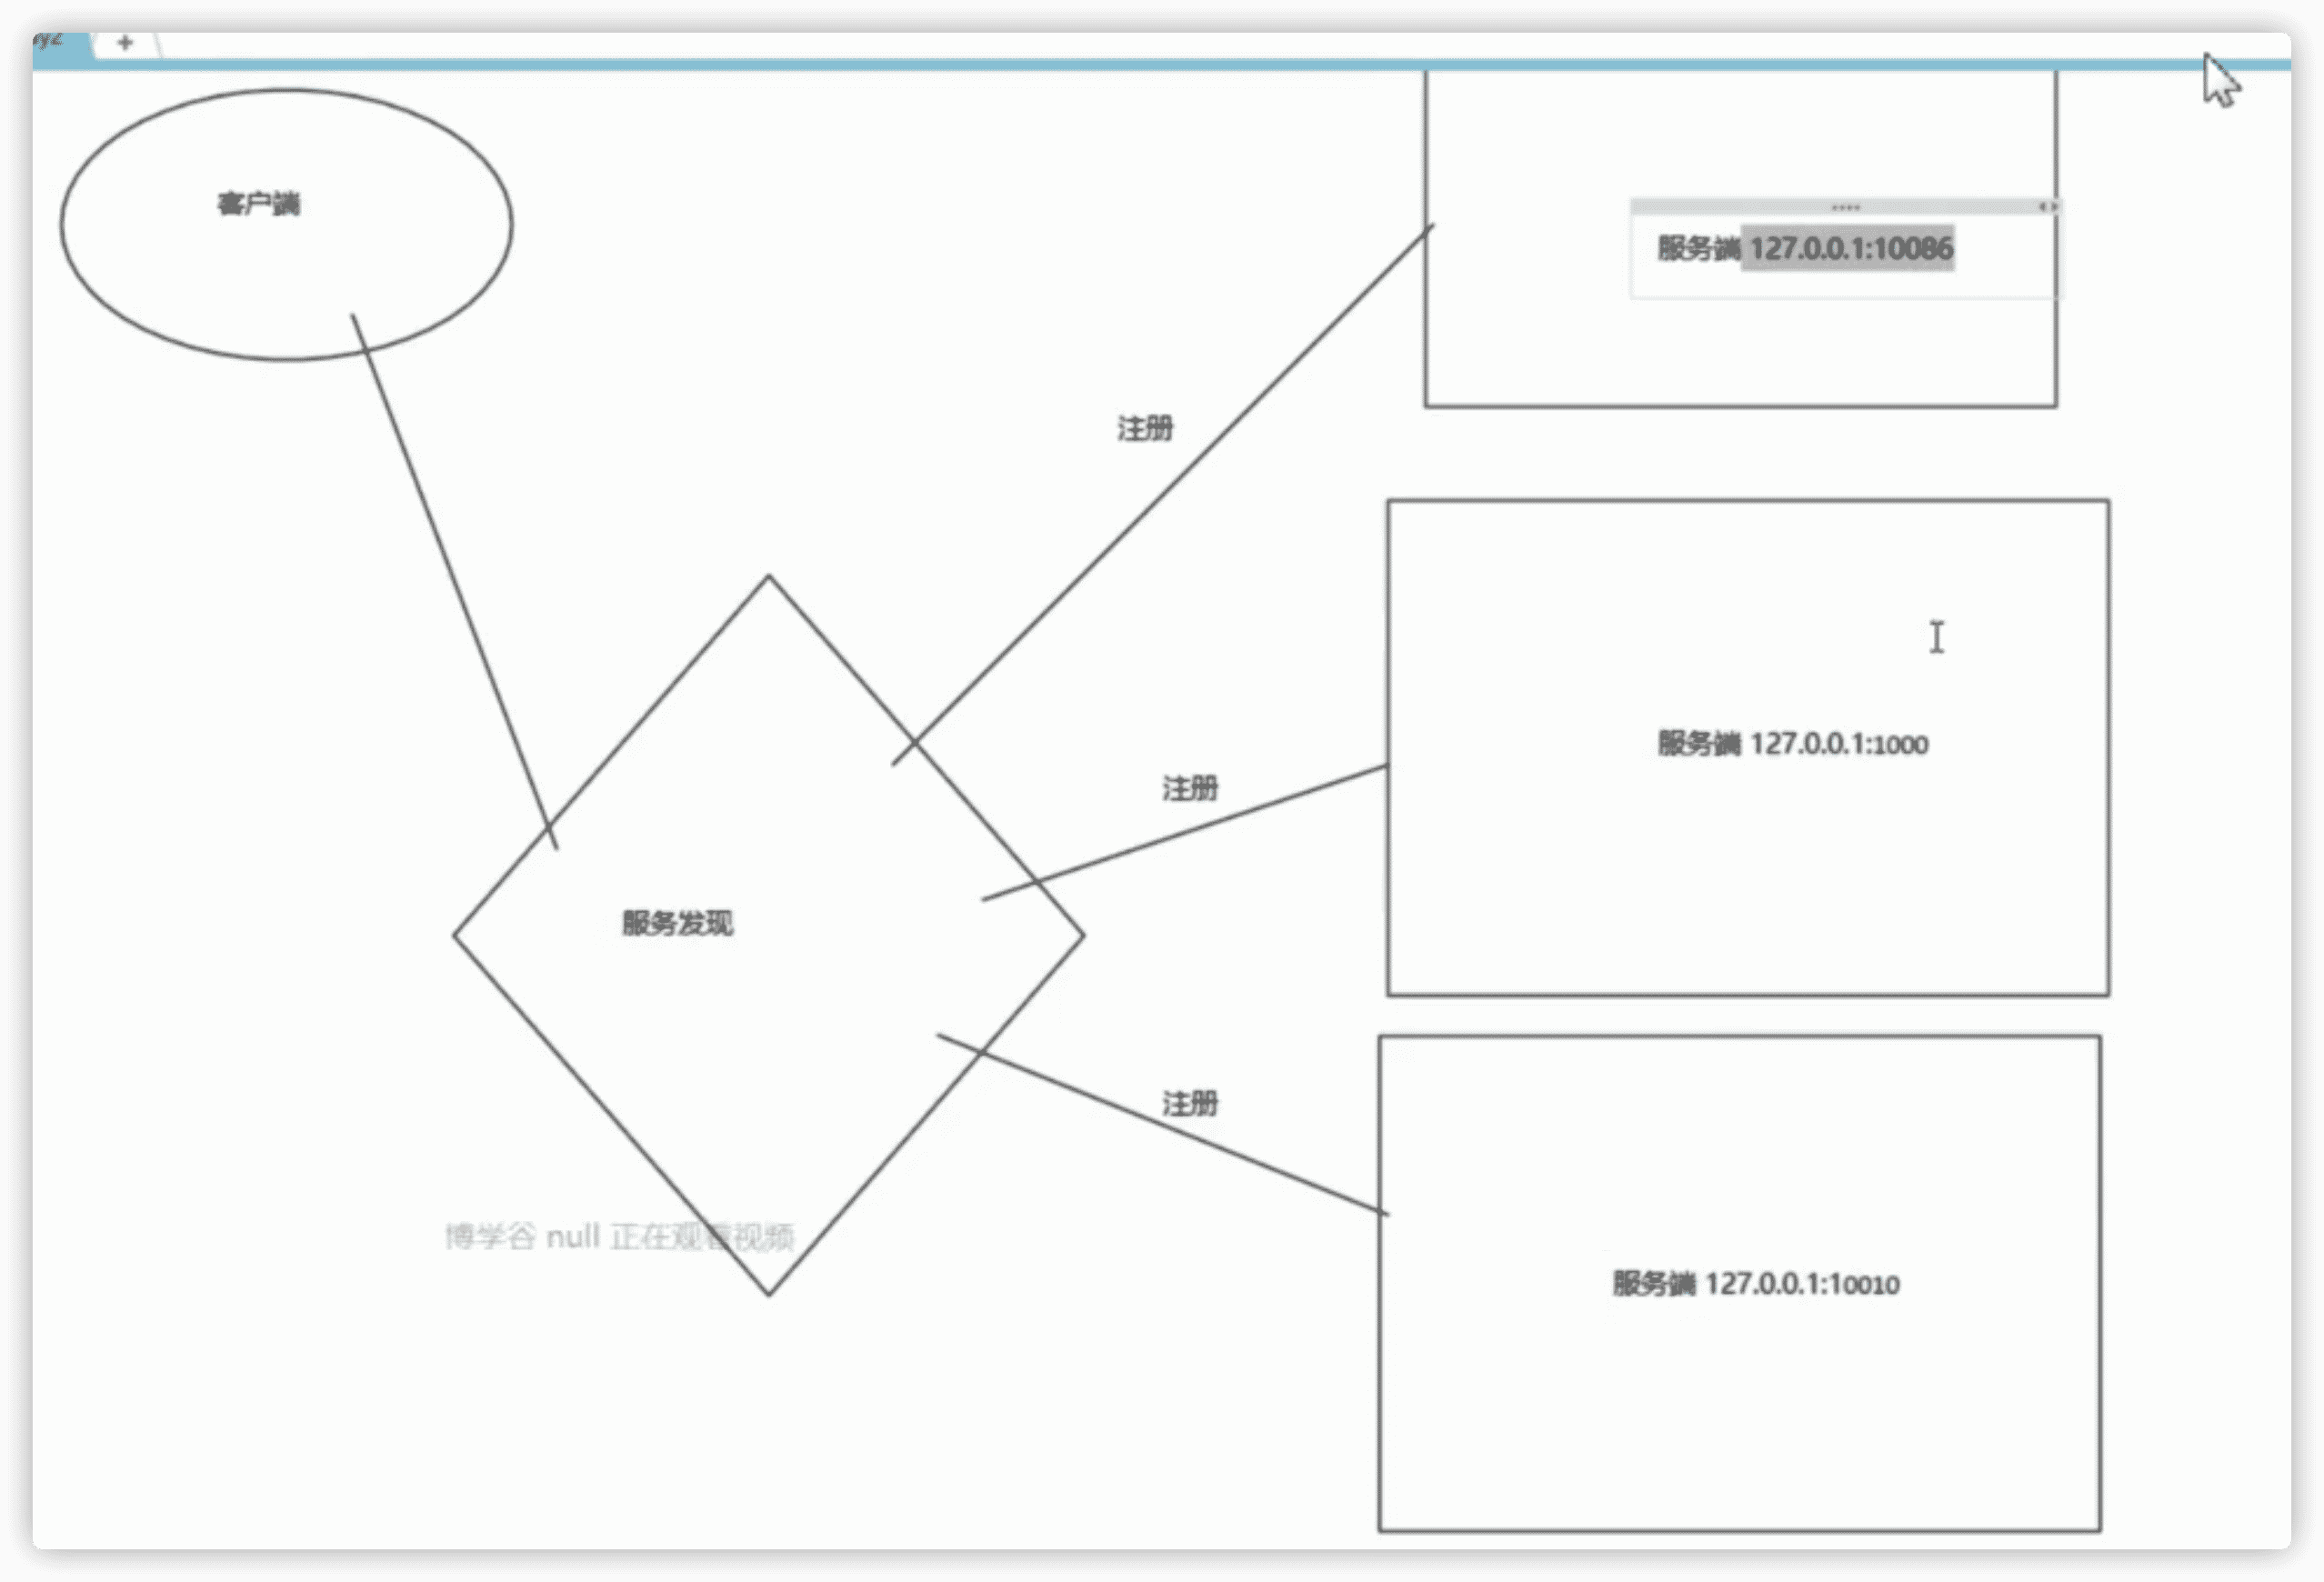 +
客户端
服务端 127.0.0.1:10086
注册
服务端 127.0.0.1:1000
注册
服务发现
注册
博学谷 null 正在观看视频
服务端 127.0.0.1:10010